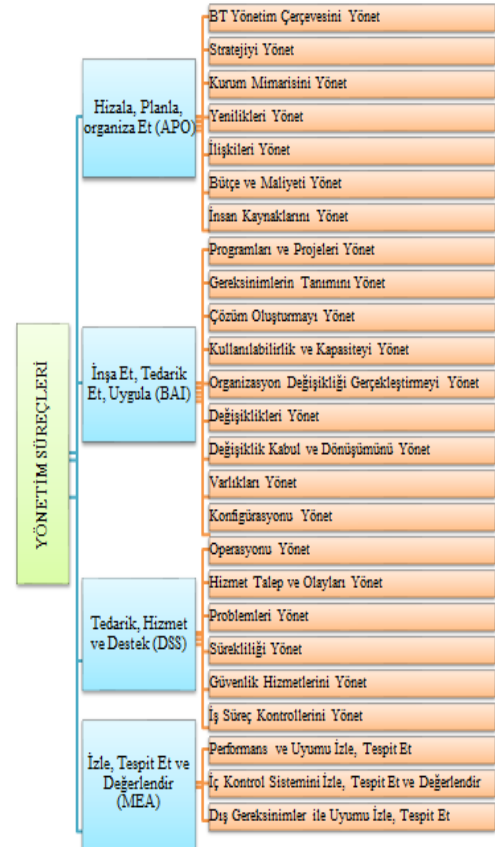 YÖNETİM SÜREÇLERİ
Hizala, Planla,
organiza Et (APO)
BT Yönetim Çerçevesini Yönet
Stratejiyi Yönet
Kurum Mimarisini Yönet
Yenilikleri Yönet
İlişkileri Yönet
Bütçe ve Maliyeti Yönet
İnsan Kaynaklarını Yönet
İnşa Et, Tedarik
Et, Uygula (BAI)
Programları ve Projeleri Yönet
Gereksinimlerin Tanımını Yönet
Çözüm Oluşturmayı Yönet
Kullanılabilirlik ve Kapasiteyi Yönet
Organizasyon Değişikliği Gerçekleştirmeyi Yönet
Değişiklikleri Yönet
Değişiklik Kabul ve Dönüşümünü Yönet
Varlıkları Yönet
Konfigürasyonu Yönet
Tedarik, Hizmet
ve Destek (DSS)
Operasyonu Yönet
Hizmet Talep ve Olayları Yönet
Problemleri Yönet
Sürekliliği Yönet
Güvenlik Hizmetlerini Yönet
İş Süreç Kontrollerini Yönet
İzle, Tespit Et ve
Değerlendir
(MEA)
Performans ve Uyumu İzle, Tespit Et
İç Kontrol Sistemini İzle, Tespit Et ve Değerlendir
Dış Gereksinimler ile Uyumu İzle, Tespit Et